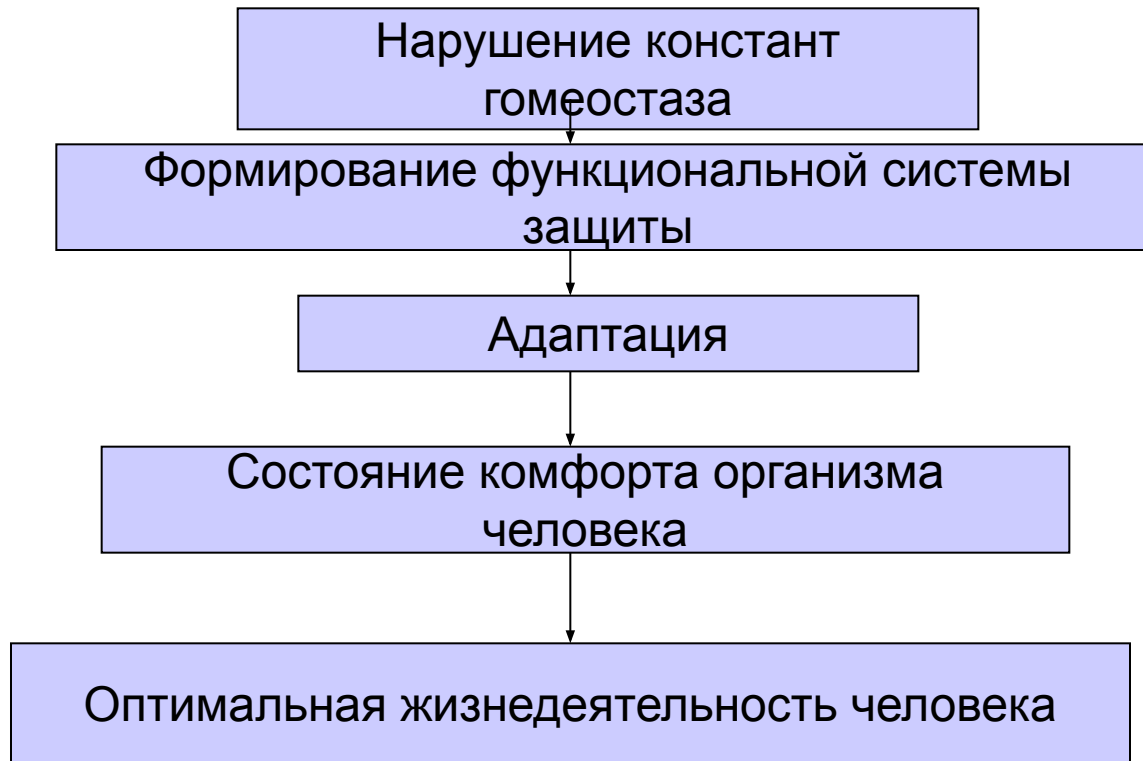 Нарушение констант
гомеостаза
Формирование функциональной системы
защиты
Адаптация
Состояние комфорта организма
человека
Оптимальная жизнедеятельность человека